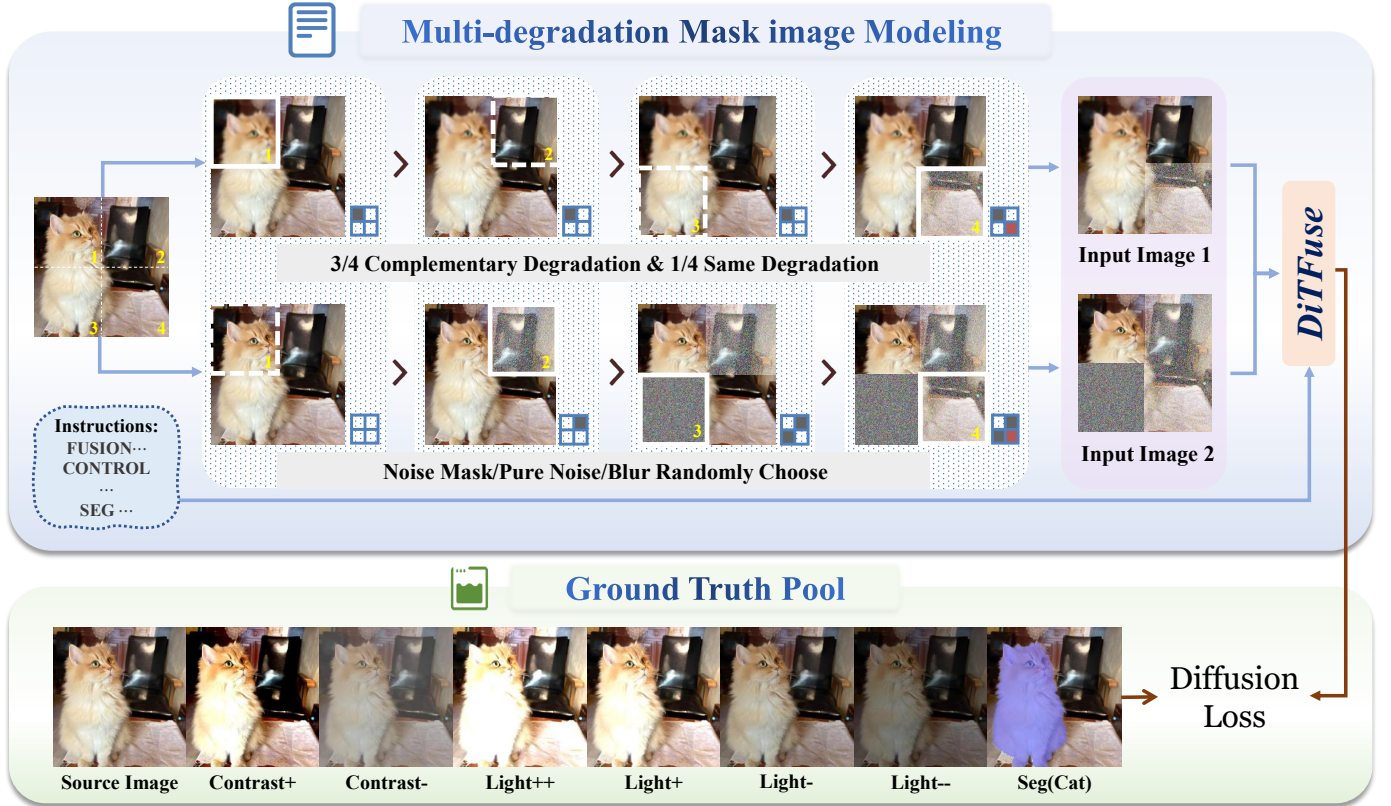 Multi-degradation Mask image Modeling
1
2
3
4
1
2
3
4
3/4 Complementary Degradation & 1/4 Same Degradation
1
2
3
4
Noise Mask/Pure Noise/Blur Randomly Choose
Input Image 1
Input Image 2
DiTFuse
Instructions:
FUSION···
CONTROL
...
SEG ···
Ground Truth Pool
Source Image
Contrast+
Contrast-
Light++
Light+
Light-
Light--
Seg(Cat)
Diffusion
Loss